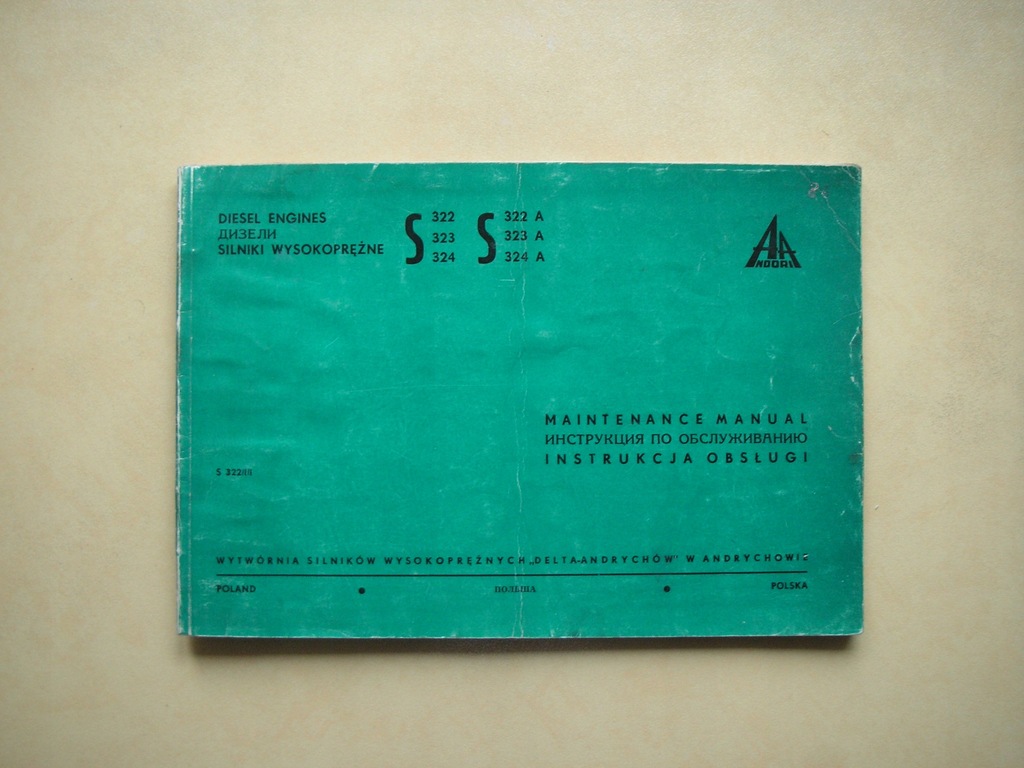 DIESEL ENGINES
ДИЗЕЛИ
SILNIKI WYSOKOPRĘŻNE
S 322 323 324
S 322 A 323 A 324 A
ANDORIA
MAINTENANCE MANUAL
ИНСТРУКЦИЯ ПО ОБСЛУЖИВАНИЮ
INSTRUKCJA OBSŁUGI
S 322
WYTWÓRNIA SILNIKÓW WYSOKOPRĘŻNYCH „DELTA-ANDRYCHÓW" W ANDRYCHOWIE
POLAND • ПОЛЬША • POLSKA